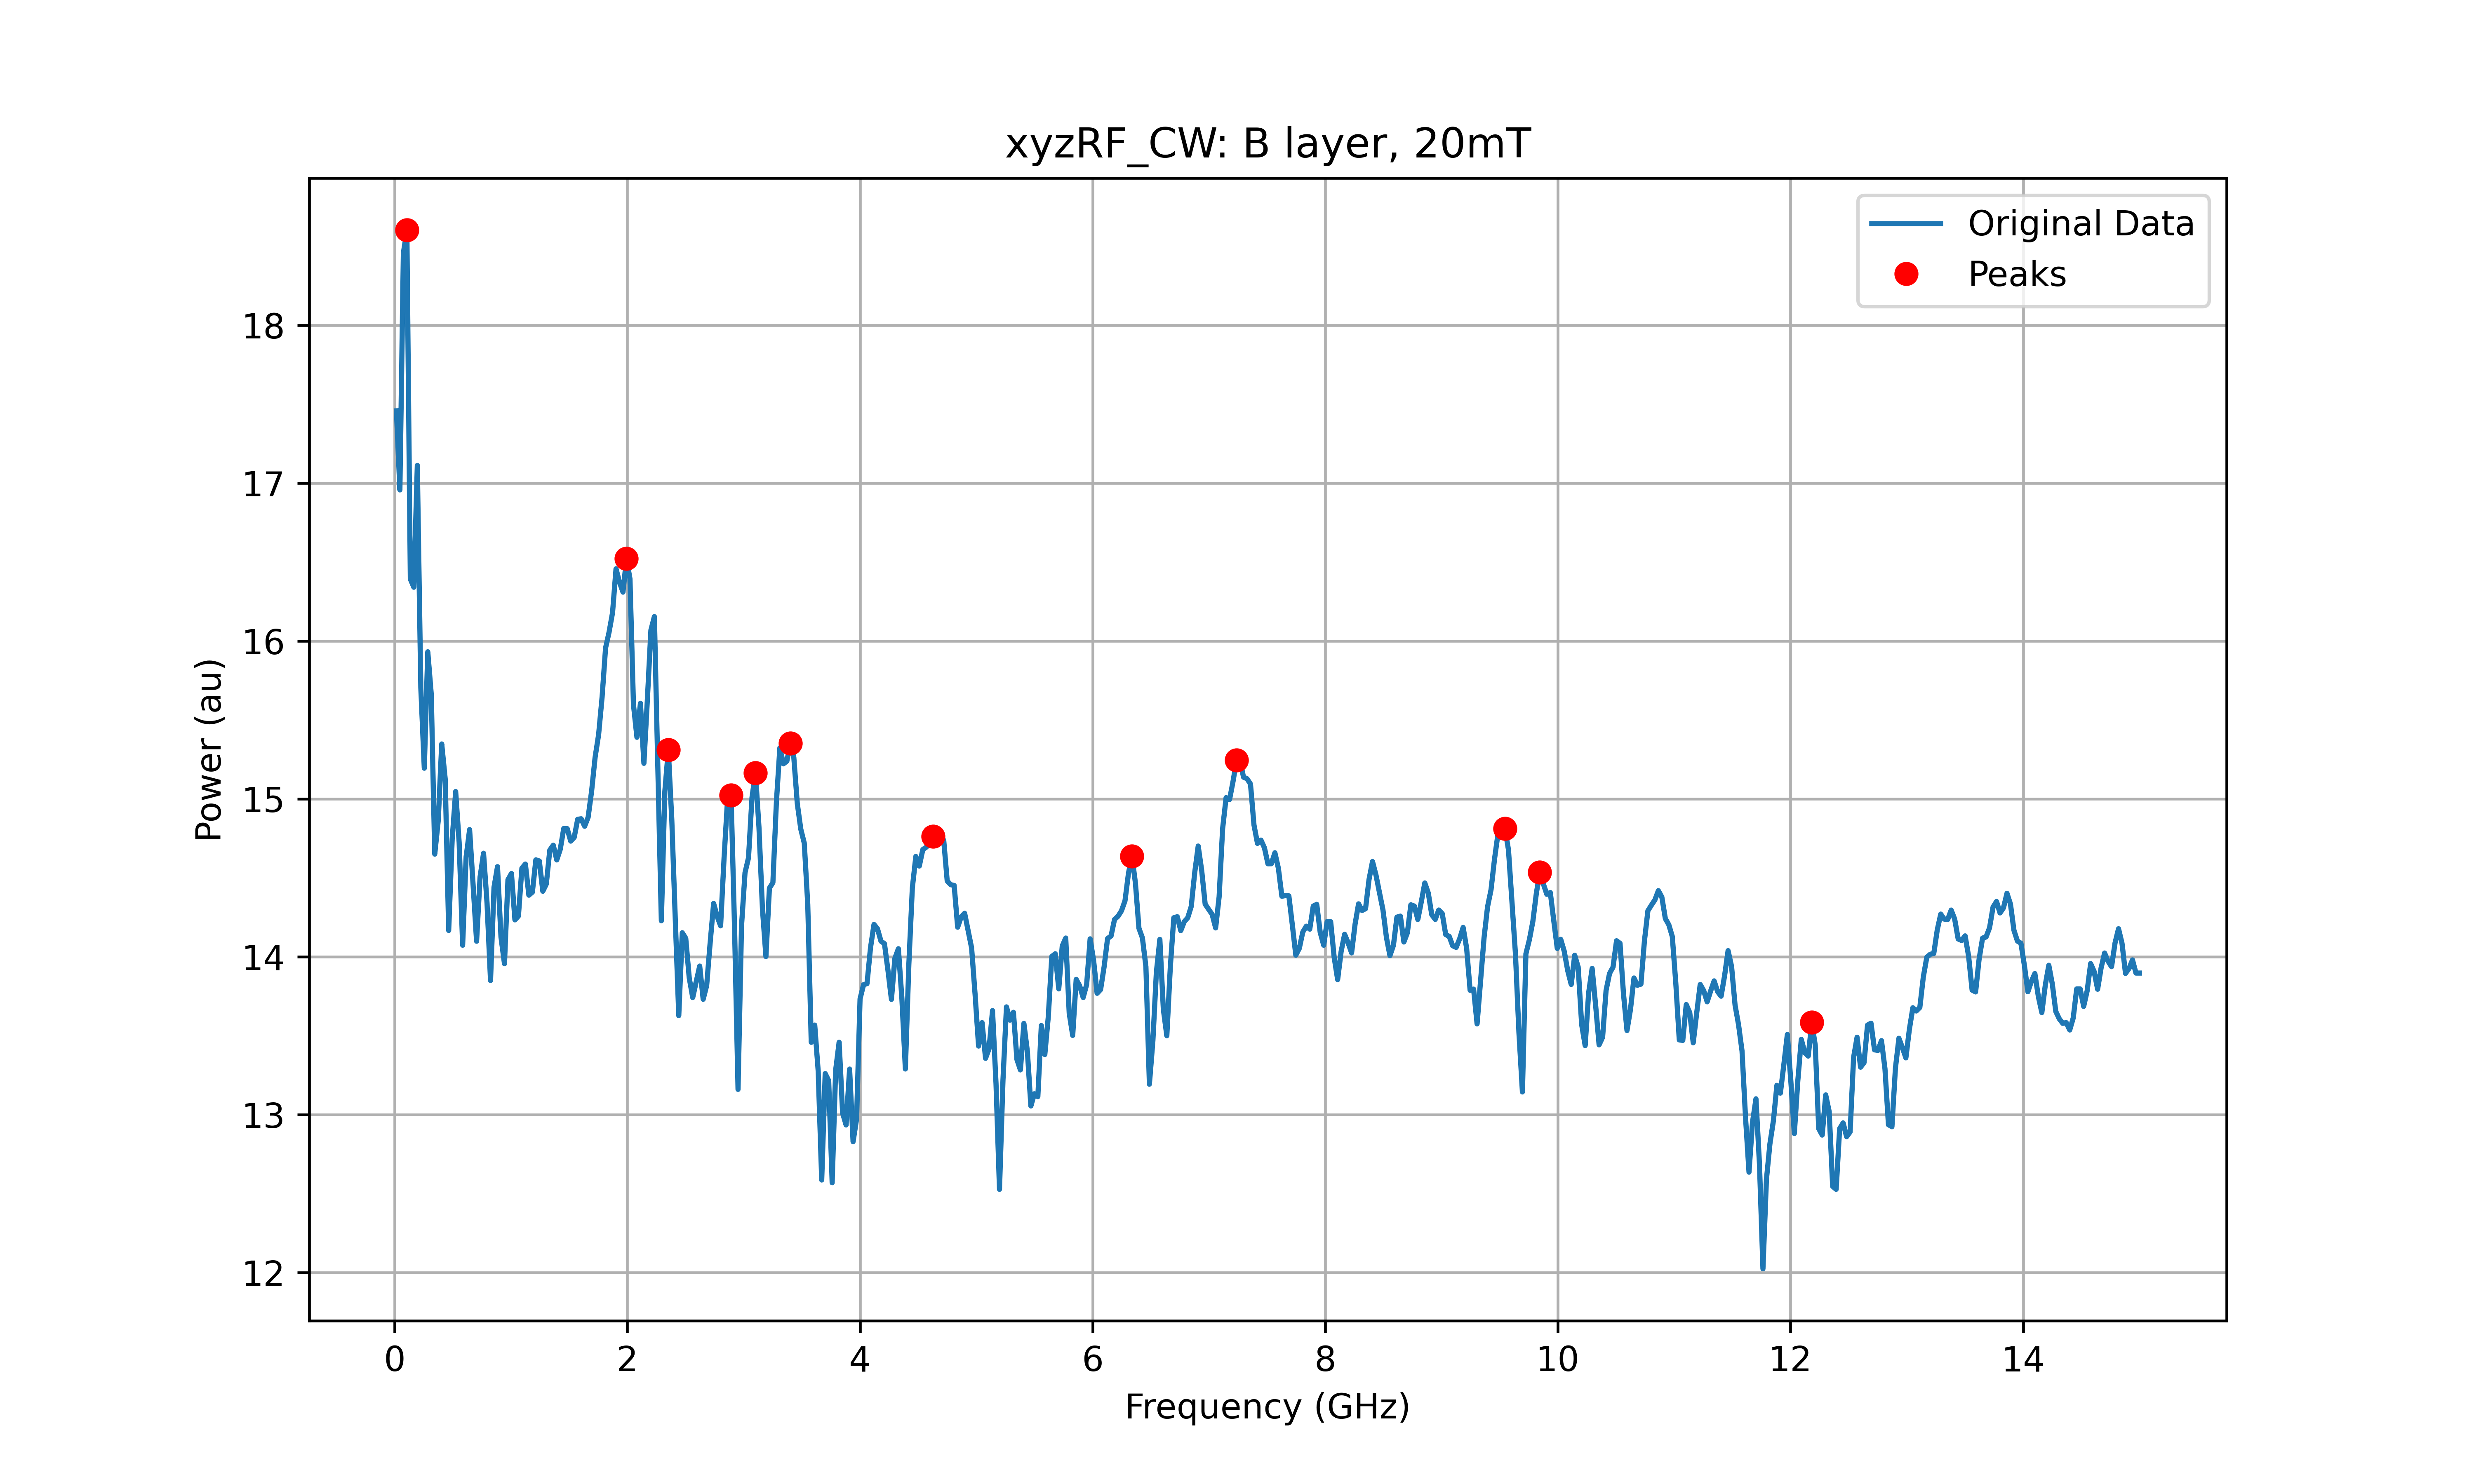 xyzRF_CW: B layer, 20mT
Original Data
Peaks
18
17
16
15
14
13
12
Power (au)
0 2 4 6 8 10 12 14
Frequency (GHz)